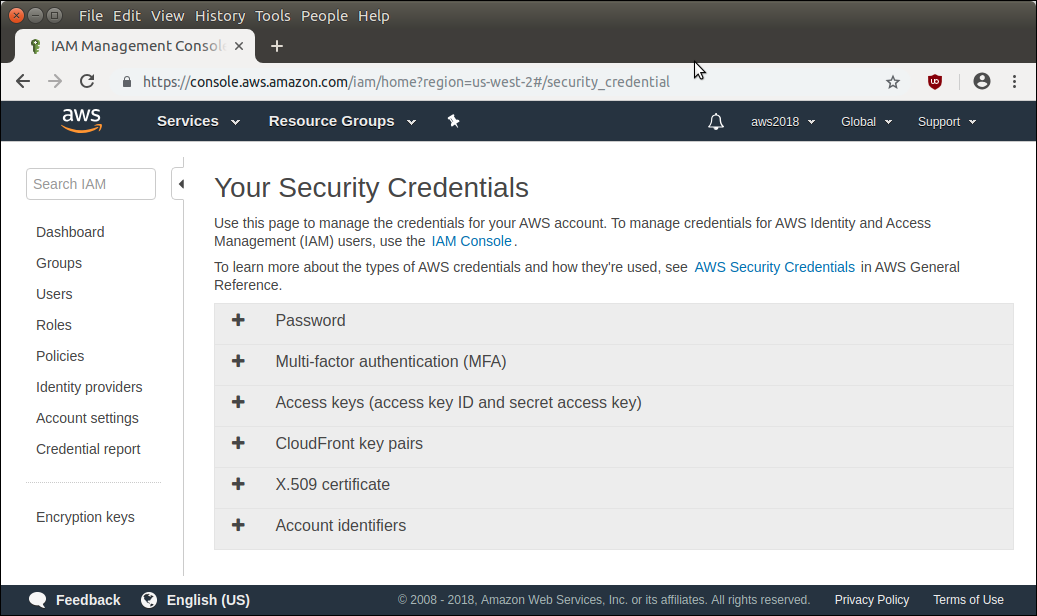 File Edit View History Tools People Help
IAM Management Consol
https://console.aws.amazon.com/iam/home?region=us-west-2#/security_credential
aws Services Resource Groups aws2018 Global Support
Search IAM
Dashboard
Groups
Users
Roles
Policies
Identity providers
Account settings
Credential report
Encryption keys
Your Security Credentials
Use this page to manage the credentials for your AWS account. To manage credentials for AWS Identity and Access
Management (IAM) users, use the IAM Console.
To learn more about the types of AWS credentials and how they're used, see AWS Security Credentials in AWS General
Reference.
Password
Multi-factor authentication (MFA)
Access keys (access key ID and secret access key)
CloudFront key pairs
X.509 certificate
Account identifiers
Feedback English (US) © 2008 - 2018, Amazon Web Services, Inc. or its affiliates. All rights reserved. Privacy Policy Terms of Use